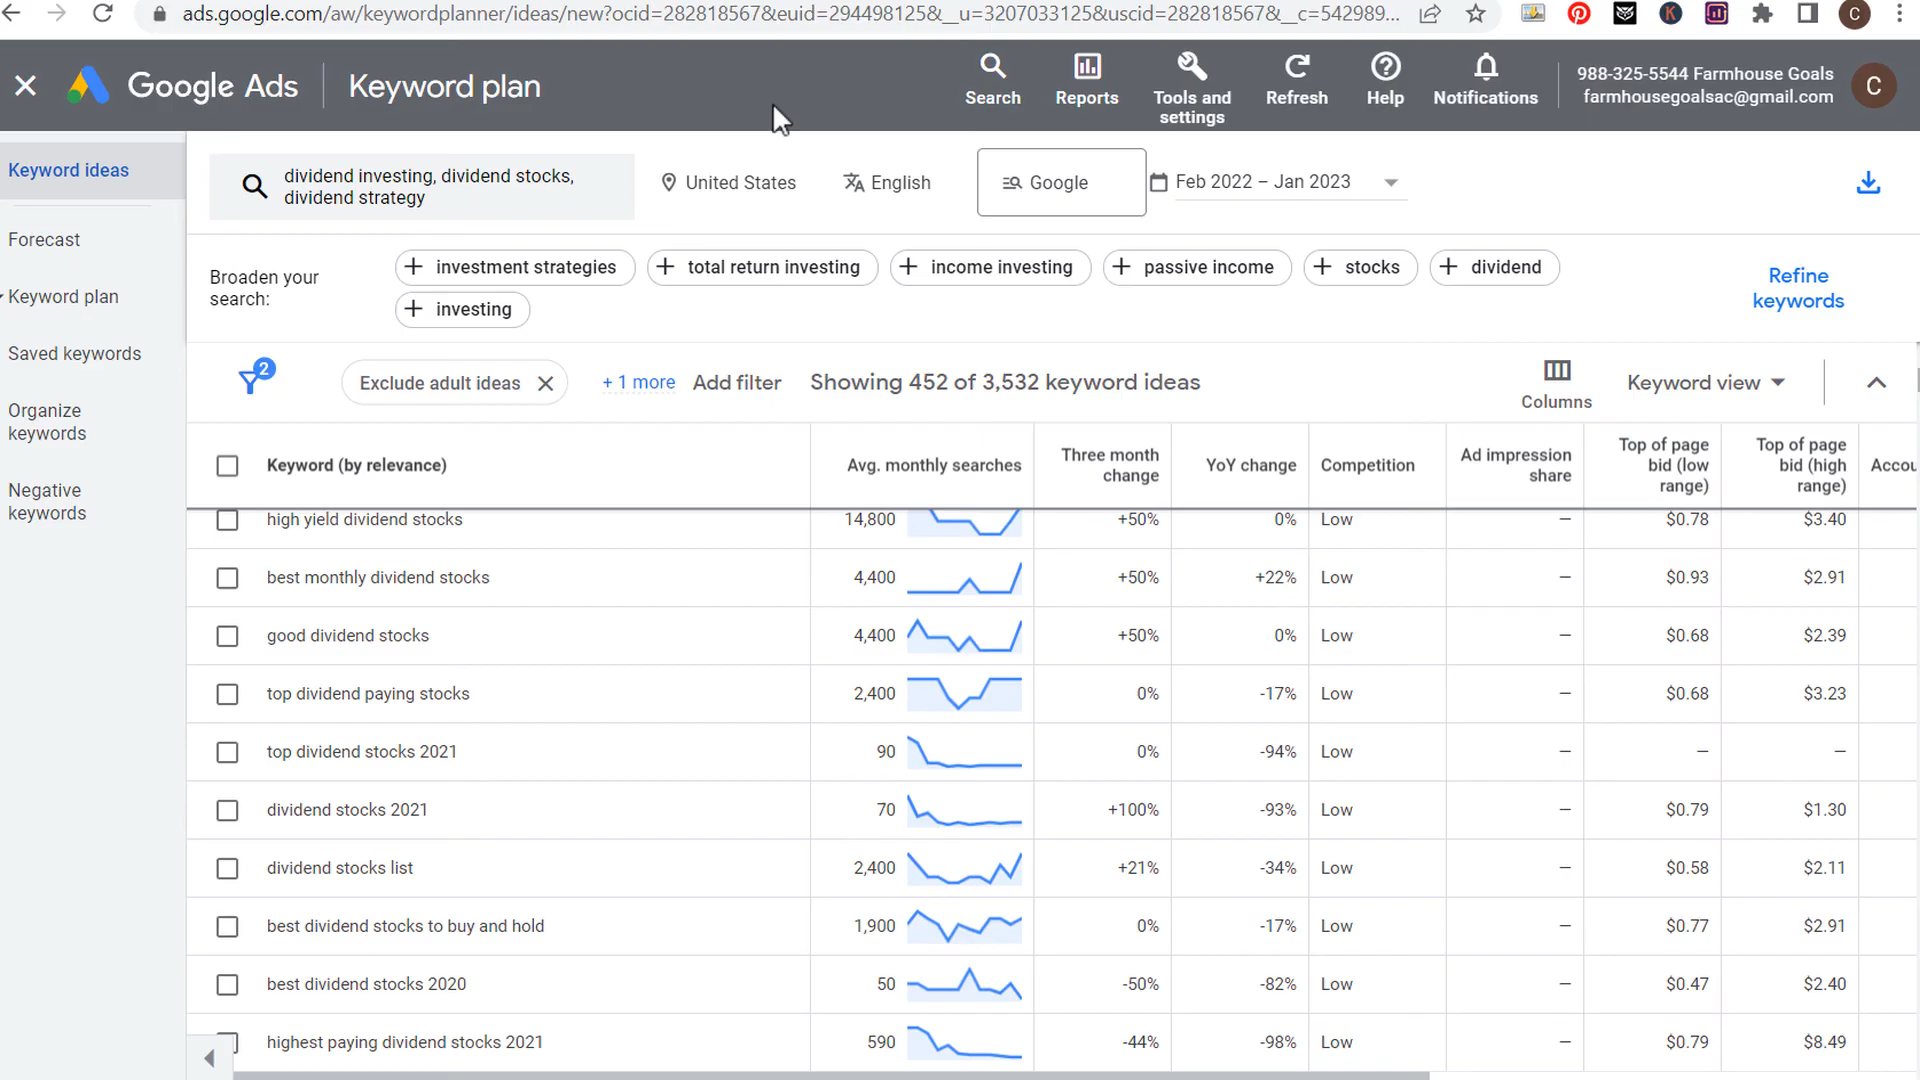 ads.google.com/aw/keywordplanner/ideas/new?ocid=282818567&euid=294498125&__u=3207033125&uscid=282818567&__c=542989...
C
Google Ads
Keyword plan
Search
Reports
Tools and
settings
Refresh
Help
Notifications
988-325-5544 Farmhouse Goals
farmhousegoalsac@gmail.com
C
Keyword ideas
Forecast
Keyword plan
Saved keywords
Organize
keywords
Negative
keywords
dividend investing, dividend stocks,
dividend strategy
United States
English
Google
Feb 2022 – Jan 2023
Broaden your
search:
investment strategies
total return investing
income investing
passive income
stocks
dividend
investing
Refine
keywords
2
Exclude adult ideas
+ 1 more
Add filter
Showing 452 of 3,532 keyword ideas
Columns
Keyword view
Keyword (by relevance)
Avg. monthly searches
Three month
change
YoY change
Competition
Ad impression
share
Top of page
bid (low
range)
Top of page
bid (high
range)
Accou
high yield dividend stocks 14,800 +50% 0% Low – $0.78 $3.40
best monthly dividend stocks 4,400 +50% +22% Low – $0.93 $2.91
good dividend stocks 4,400 +50% 0% Low – $0.68 $2.39
top dividend paying stocks 2,400 0% -17% Low – $0.68 $3.23
top dividend stocks 2021 90 0% -94% Low – – –
dividend stocks 2021 70 +100% -93% Low – $0.79 $1.30
dividend stocks list 2,400 +21% -34% Low – $0.58 $2.11
best dividend stocks to buy and hold 1,900 0% -17% Low – $0.77 $2.91
best dividend stocks 2020 50 -50% -82% Low – $0.47 $2.40
highest paying dividend stocks 2021 590 -44% -98% Low – $0.79 $8.49